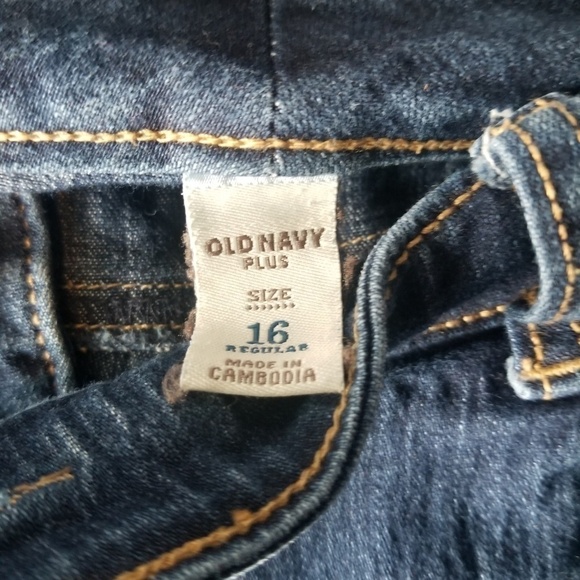 OLD NAVY
PLUS
SIZE
16
REGULAR
MADE IN
CAMBODIA